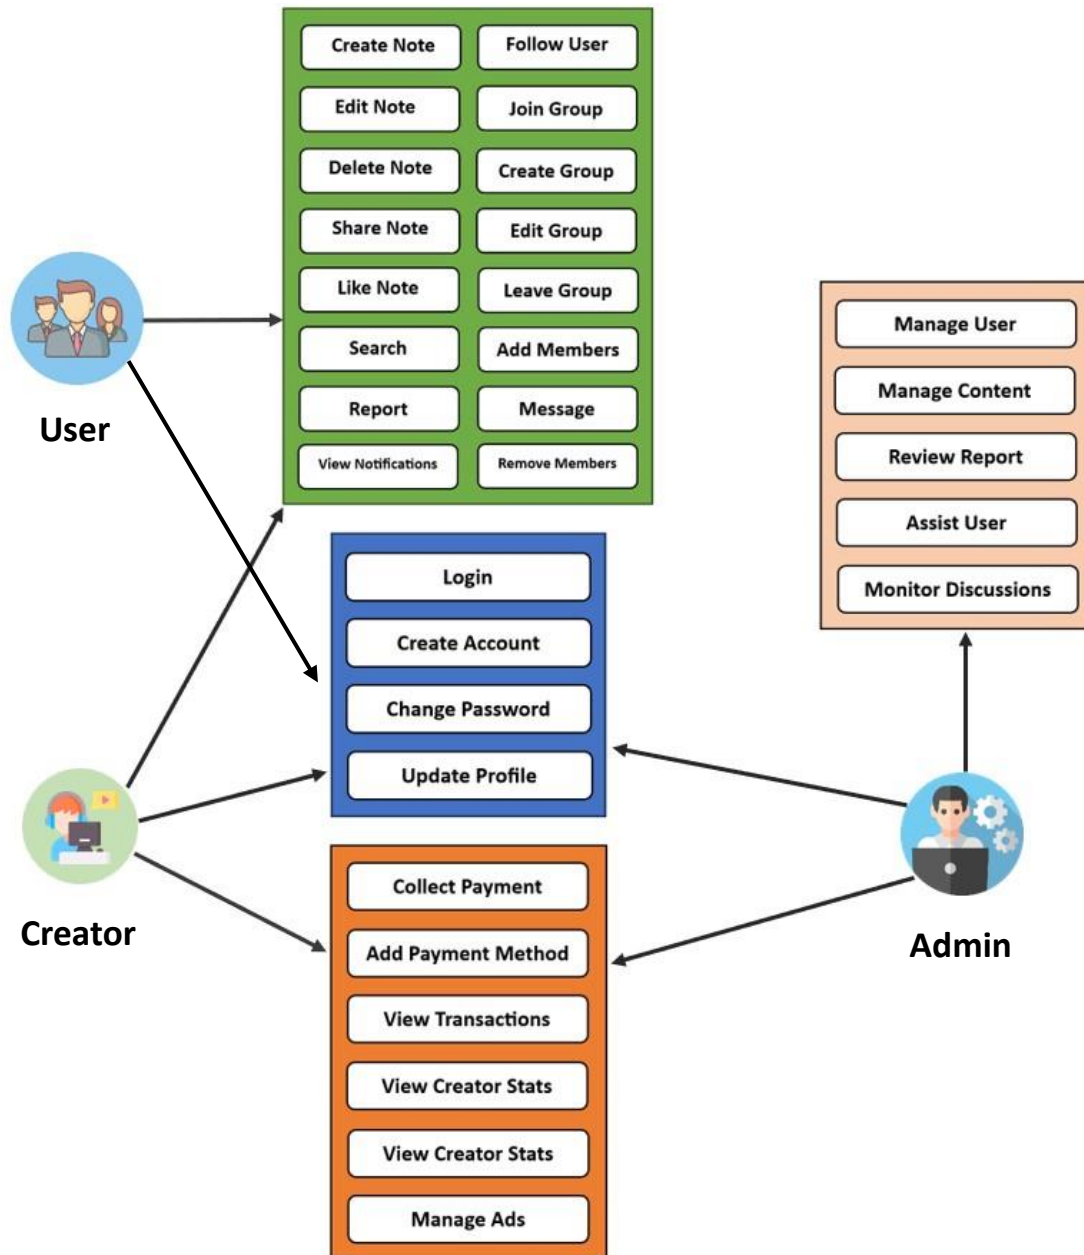 Create Note
Follow User
Edit Note
Join Group
Delete Note
Create Group
Share Note
Edit Group
Like Note
Leave Group
Search
Add Members
Report
Message
View Notifications
Remove Members
User
Manage User
Manage Content
Review Report
Assist User
Monitor Discussions
Login
Create Account
Change Password
Update Profile
Creator
Admin
Collect Payment
Add Payment Method
View Transactions
View Creator Stats
View Creator Stats
Manage Ads